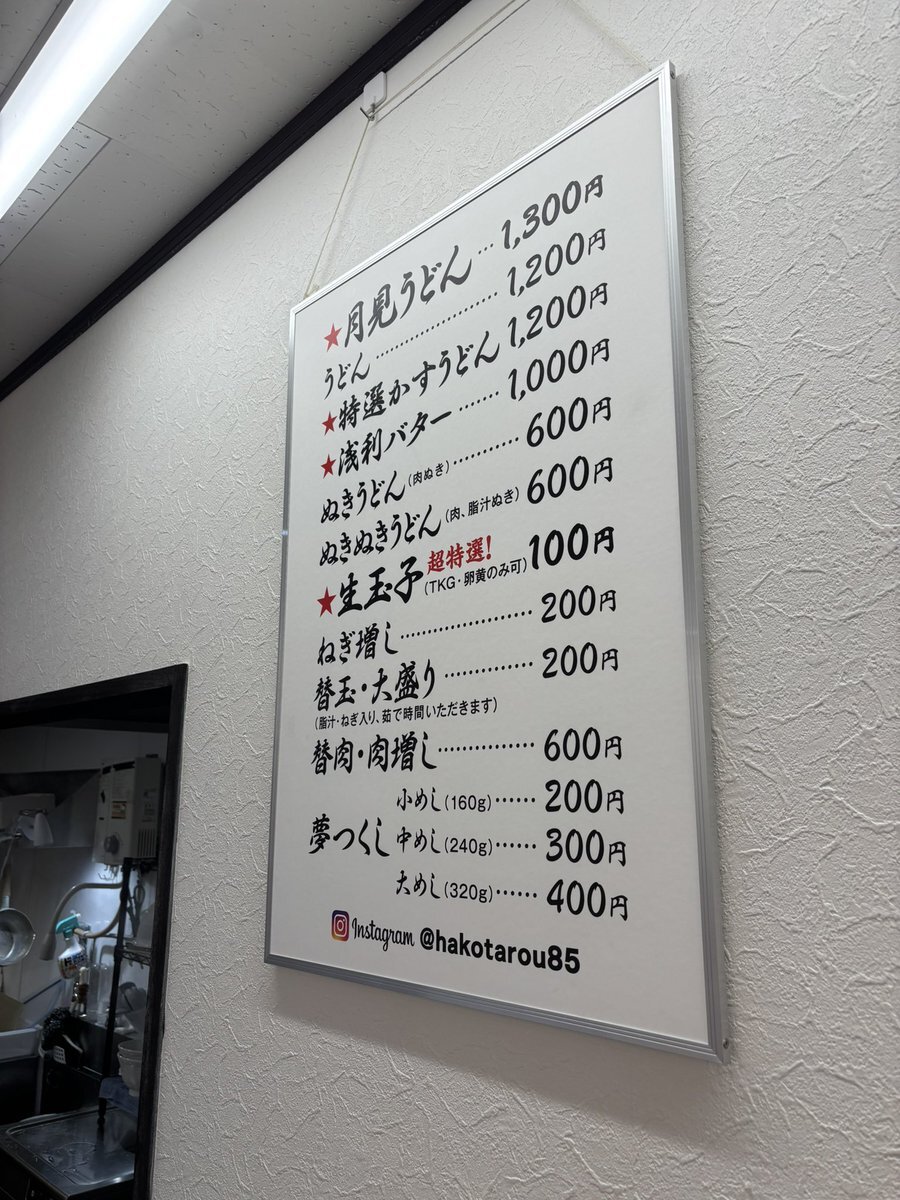 ★月見うどん…1,300円
うどん…………………1,200円
★特選かすうどん 1,200円
★浅利バター……1,000円
ぬきうどん(肉ぬき)………600円
ぬきぬきうどん(肉、脂汁ぬき) 600円
超特選!
★生玉子(TKG・卵黄のみ可)100円
ねぎ増し…………………200円
替玉・大盛り……………200円
(脂汁・ねぎ入り、茹で時間いただきます)
替肉・肉増し……………600円
小めし(160g)……200円
夢つくし 中めし(240g)……300円
大めし(320g)……400円
Instagram @hakotarou85